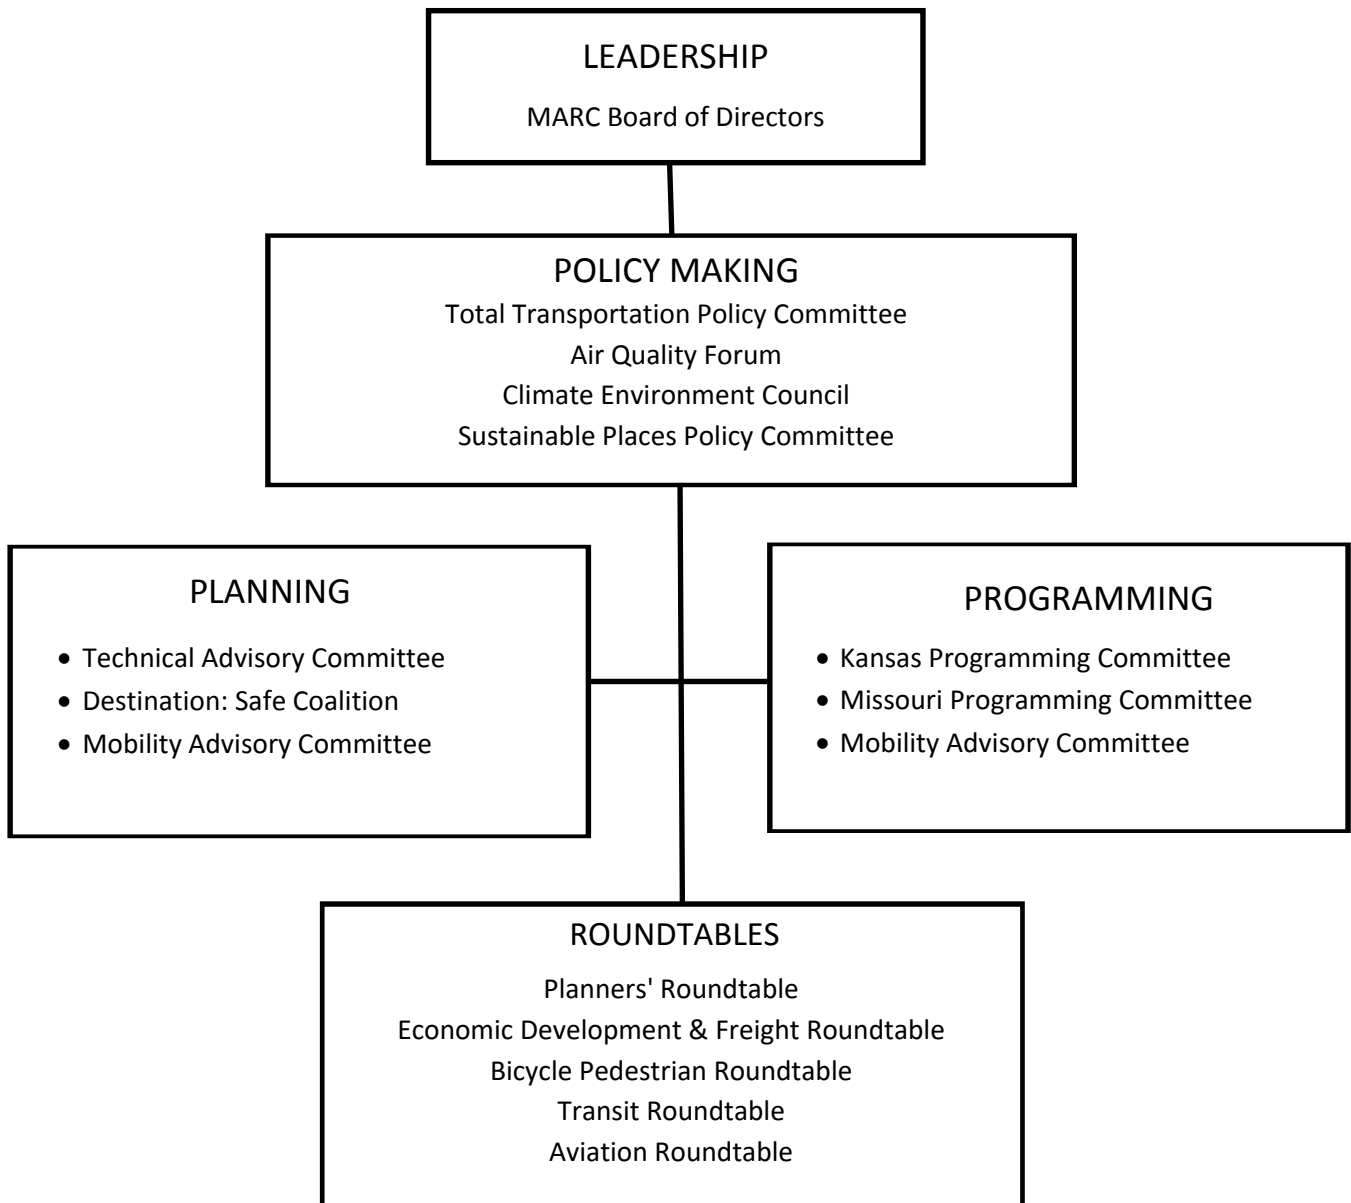 LEADERSHIP
MARC Board of Directors
POLICY MAKING
Total Transportation Policy Committee
Air Quality Forum
Climate Environment Council
Sustainable Places Policy Committee
PLANNING
• Technical Advisory Committee
• Destination: Safe Coalition
• Mobility Advisory Committee
PROGRAMMING
• Kansas Programming Committee
• Missouri Programming Committee
• Mobility Advisory Committee
ROUNDTABLES
Planners' Roundtable
Economic Development & Freight Roundtable
Bicycle Pedestrian Roundtable
Transit Roundtable
Aviation Roundtable